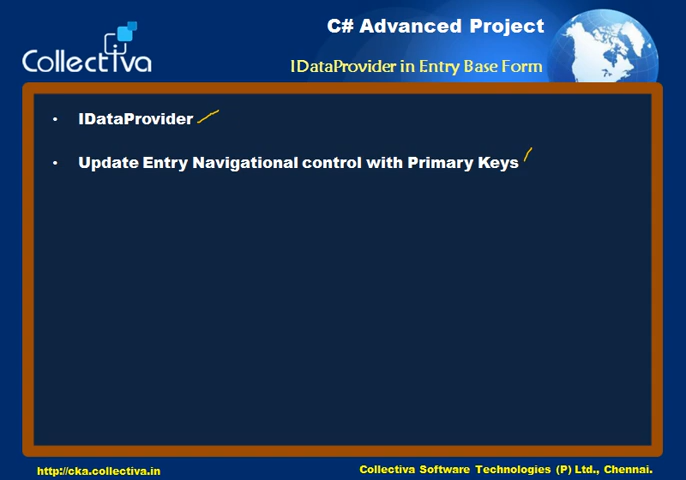 Collectiva
C# Advanced Project
IDataProvider in Entry Base Form
• IDataProvider
• Update Entry Navigational control with Primary Keys
http://cka.collectiva.in
Collectiva Software Technologies (P) Ltd., Chennai.